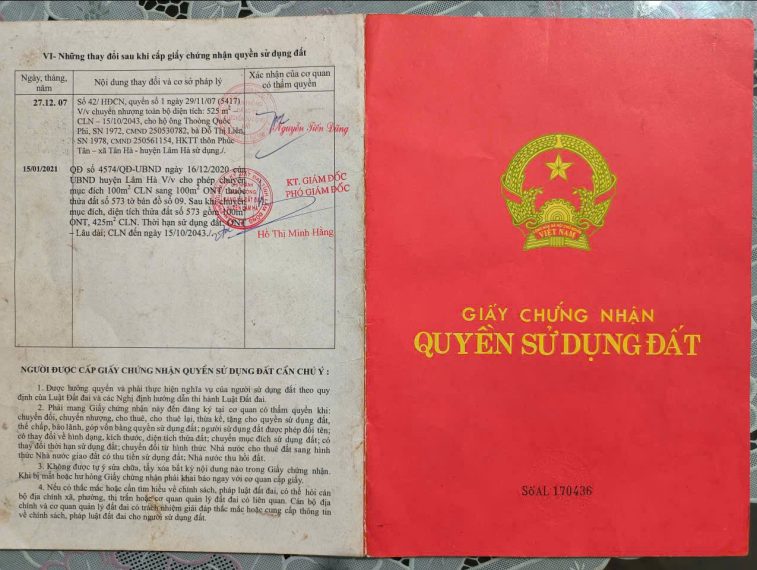 VI- Những thay đổi sau khi cấp giấy chứng nhận quyền sử dụng đất
Ngày, tháng, năm
Nội dung thay đổi và cơ sở pháp lý
Xác nhận của cơ quan có thẩm quyền
27.12. 07
Số 42/ HĐCN, quyển số 1 ngày 29/11/07 (5417)
V/v chuyển nhượng toàn bộ diện tích: 525 m² –
CLN – 15/10/2043, cho hộ ông Thoòng Quốc
Phi, SN 1972, CMND 250530782, bà Đỗ Thị Liên,
SN 1978, CMND 250561154, HKTT thôn Phúc
Tân – xã Tân Hà - huyện Lâm Hà sử dụng./.
Nguyễn Tiến Dũng
15/01/2021
QĐ số 4574/QĐ-UBND ngày 16/12/2020 của
UBND huyện Lâm Hà V/v cho phép chuyển
mục đích 100m² CLN sang 100m² ONT thuộc
thửa đất số 573 tờ bản đồ số 09. Sau khi chuyển
mục đích, diện tích thửa đất số 573 gồm 100m²
ONT, 425m² CLN. Thời hạn sử dụng đất: ONT
– Lâu dài; CLN đến ngày 15/10/2043./.
KT. GIÁM ĐỐC
PHÓ GIÁM ĐỐC
Hồ Thị Minh Hằng
NGƯỜI ĐƯỢC CẤP GIẤY CHỨNG NHẬN QUYỀN SỬ DỤNG ĐẤT CẦN CHÚ Ý :
1. Được hưởng quyền và phải thực hiện nghĩa vụ của người sử dụng đất theo quy
định của Luật Đất đai và các Nghị định hướng dẫn thi hành Luật Đất đai.
2. Phải mang Giấy chứng nhận này đến đăng ký tại cơ quan có thẩm quyền khi:
chuyển đổi, chuyển nhượng, cho thuê, cho thuê lại, thừa kế, tặng cho quyền sử dụng đất,
thế chấp, bảo lãnh, góp vốn bằng quyền sử dụng đất; người sử dụng đất được phép đổi tên;
có thay đổi về hình dạng, kích thước, diện tích thửa đất; chuyển mục đích sử dụng đất; có
thay đổi thời hạn sử dụng đất; chuyển đổi từ hình thức Nhà nước cho thuê đất sang hình
thức Nhà nước giao đất có thu tiền sử dụng đất; Nhà nước thu hồi đất.
3. Không được tự ý sửa chữa, tẩy xóa bất kỳ nội dung nào trong Giấy chứng nhận.
Khi bị mất hoặc hư hỏng Giấy chứng nhận phải khai báo ngay với cơ quan cấp giấy.
4. Nếu có thắc mắc hoặc cần tìm hiểu về chính sách, pháp luật đất đai, có thể hỏi cán
bộ địa chính xã, phường, thị trấn hoặc cơ quan quản lý đất đai có liên quan. Cán bộ địa
chính và cơ quan quản lý đất đai có trách nhiệm giải đáp thắc mắc hoặc cung cấp thông tin
về chính sách, pháp luật đất đai cho người sử dụng đất.
VIỆT NAM
GIẤY CHỨNG NHẬN
QUYỀN SỬ DỤNG ĐẤT
Số AL 170436